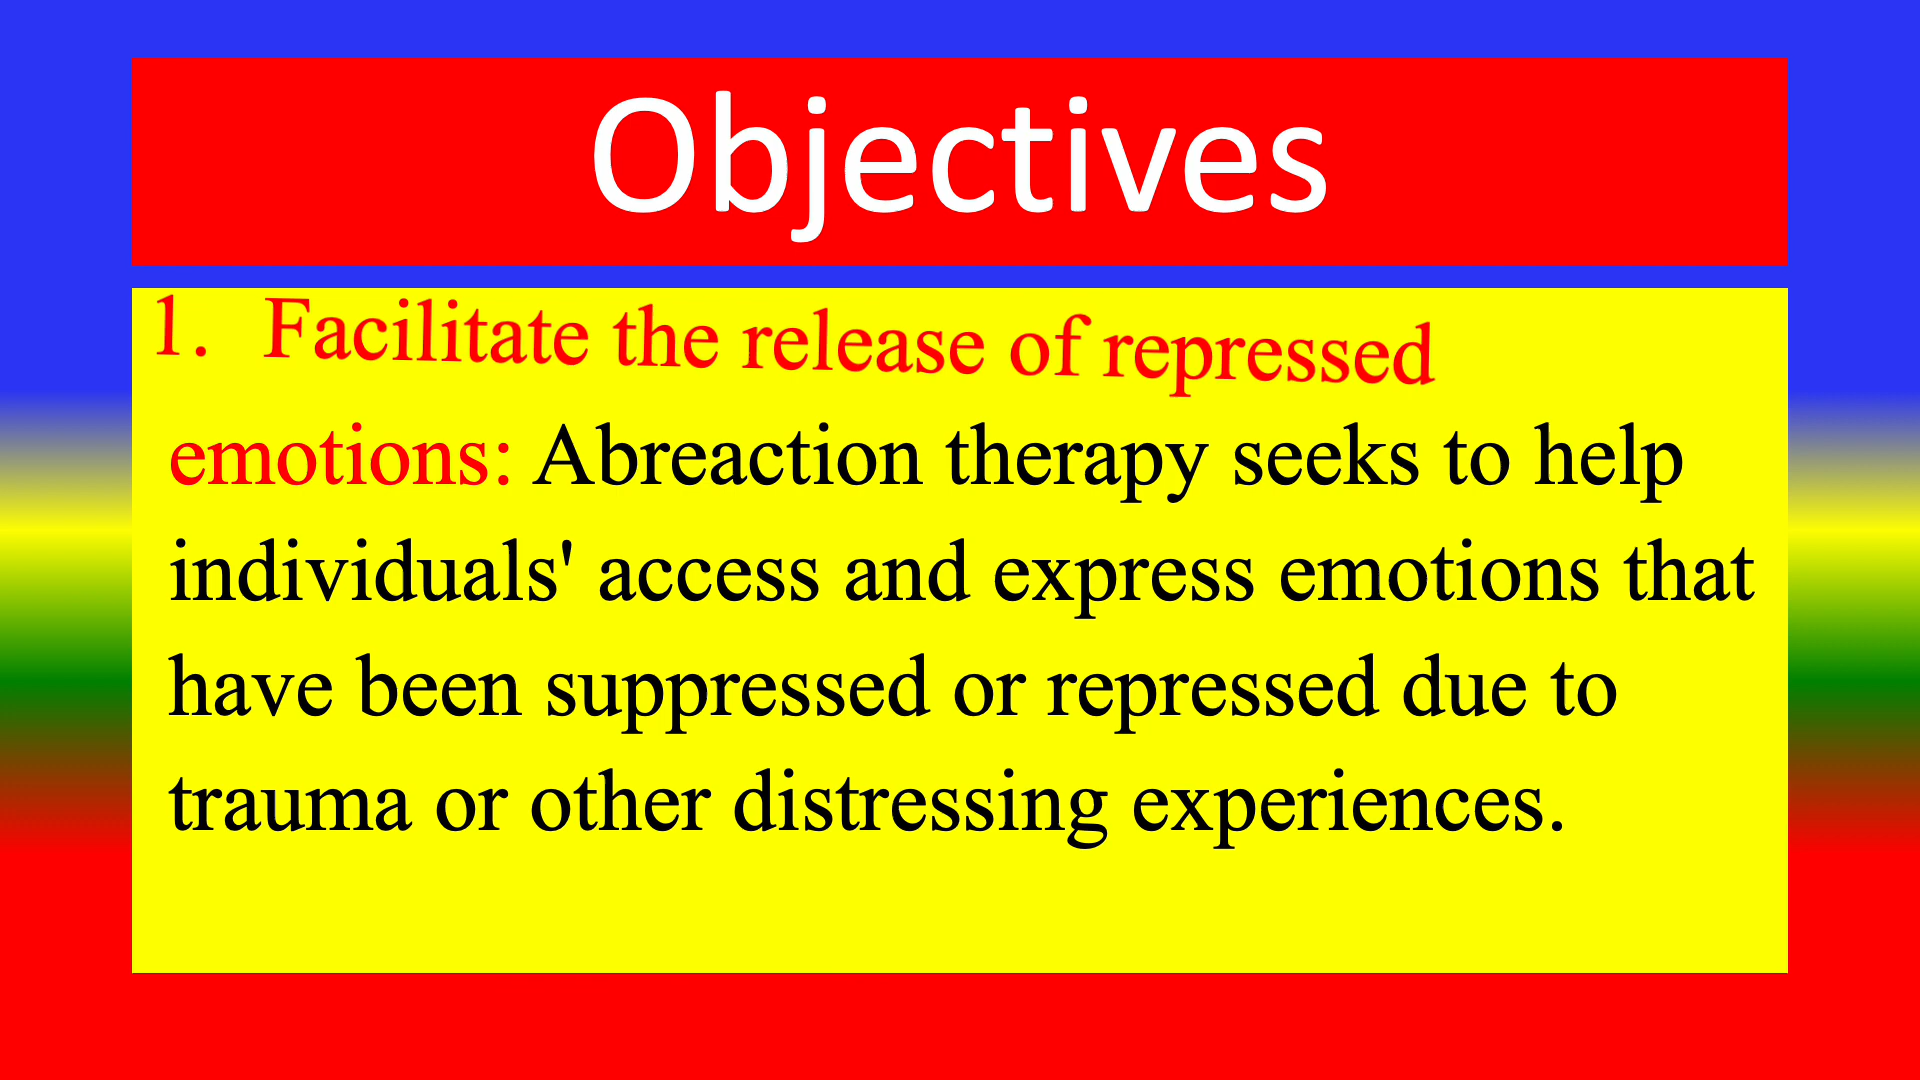 Objectives
1. Facilitate the release of repressed
emotions: Abreaction therapy seeks to help
individuals' access and express emotions that
have been suppressed or repressed due to
trauma or other distressing experiences.